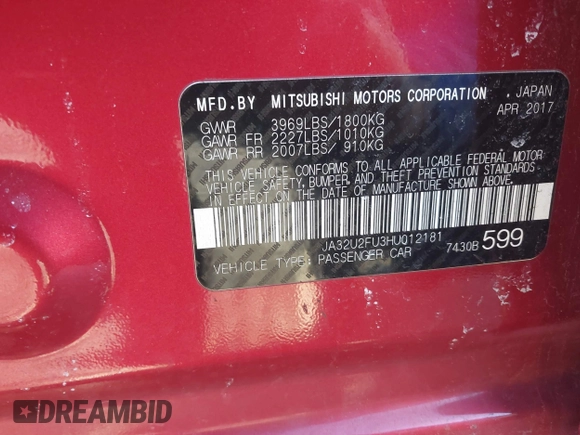 MFD.BY MITSUBISHI MOTORS CORPORATION . JAPAN
APR 2017
GVWR 3969LBS/1800KG
GAWR FR 2227LBS/1010KG
GAWR RR 2007LBS/ 910KG
THIS VEHICLE CONFORMS TO ALL APPLICABLE FEDERAL MOTOR
VEHICLE SAFETY, BUMPER, AND THEFT PREVENTION STANDARDS
IN EFFECT ON THE DATE OF MANUFACTURE SHOWN ABOVE.
JA32U2FU3HU012181
VEHICLE TYPE: PASSENGER CAR 7430B 599
DREAMBID